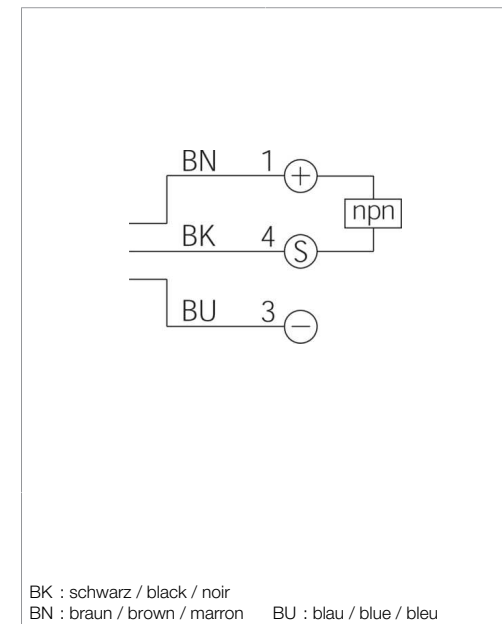 BN 1 +
npn
BK 4 S
BU 3 −
BK : schwarz / black / noir
BN : braun / brown / marron BU : blau / blue / bleu